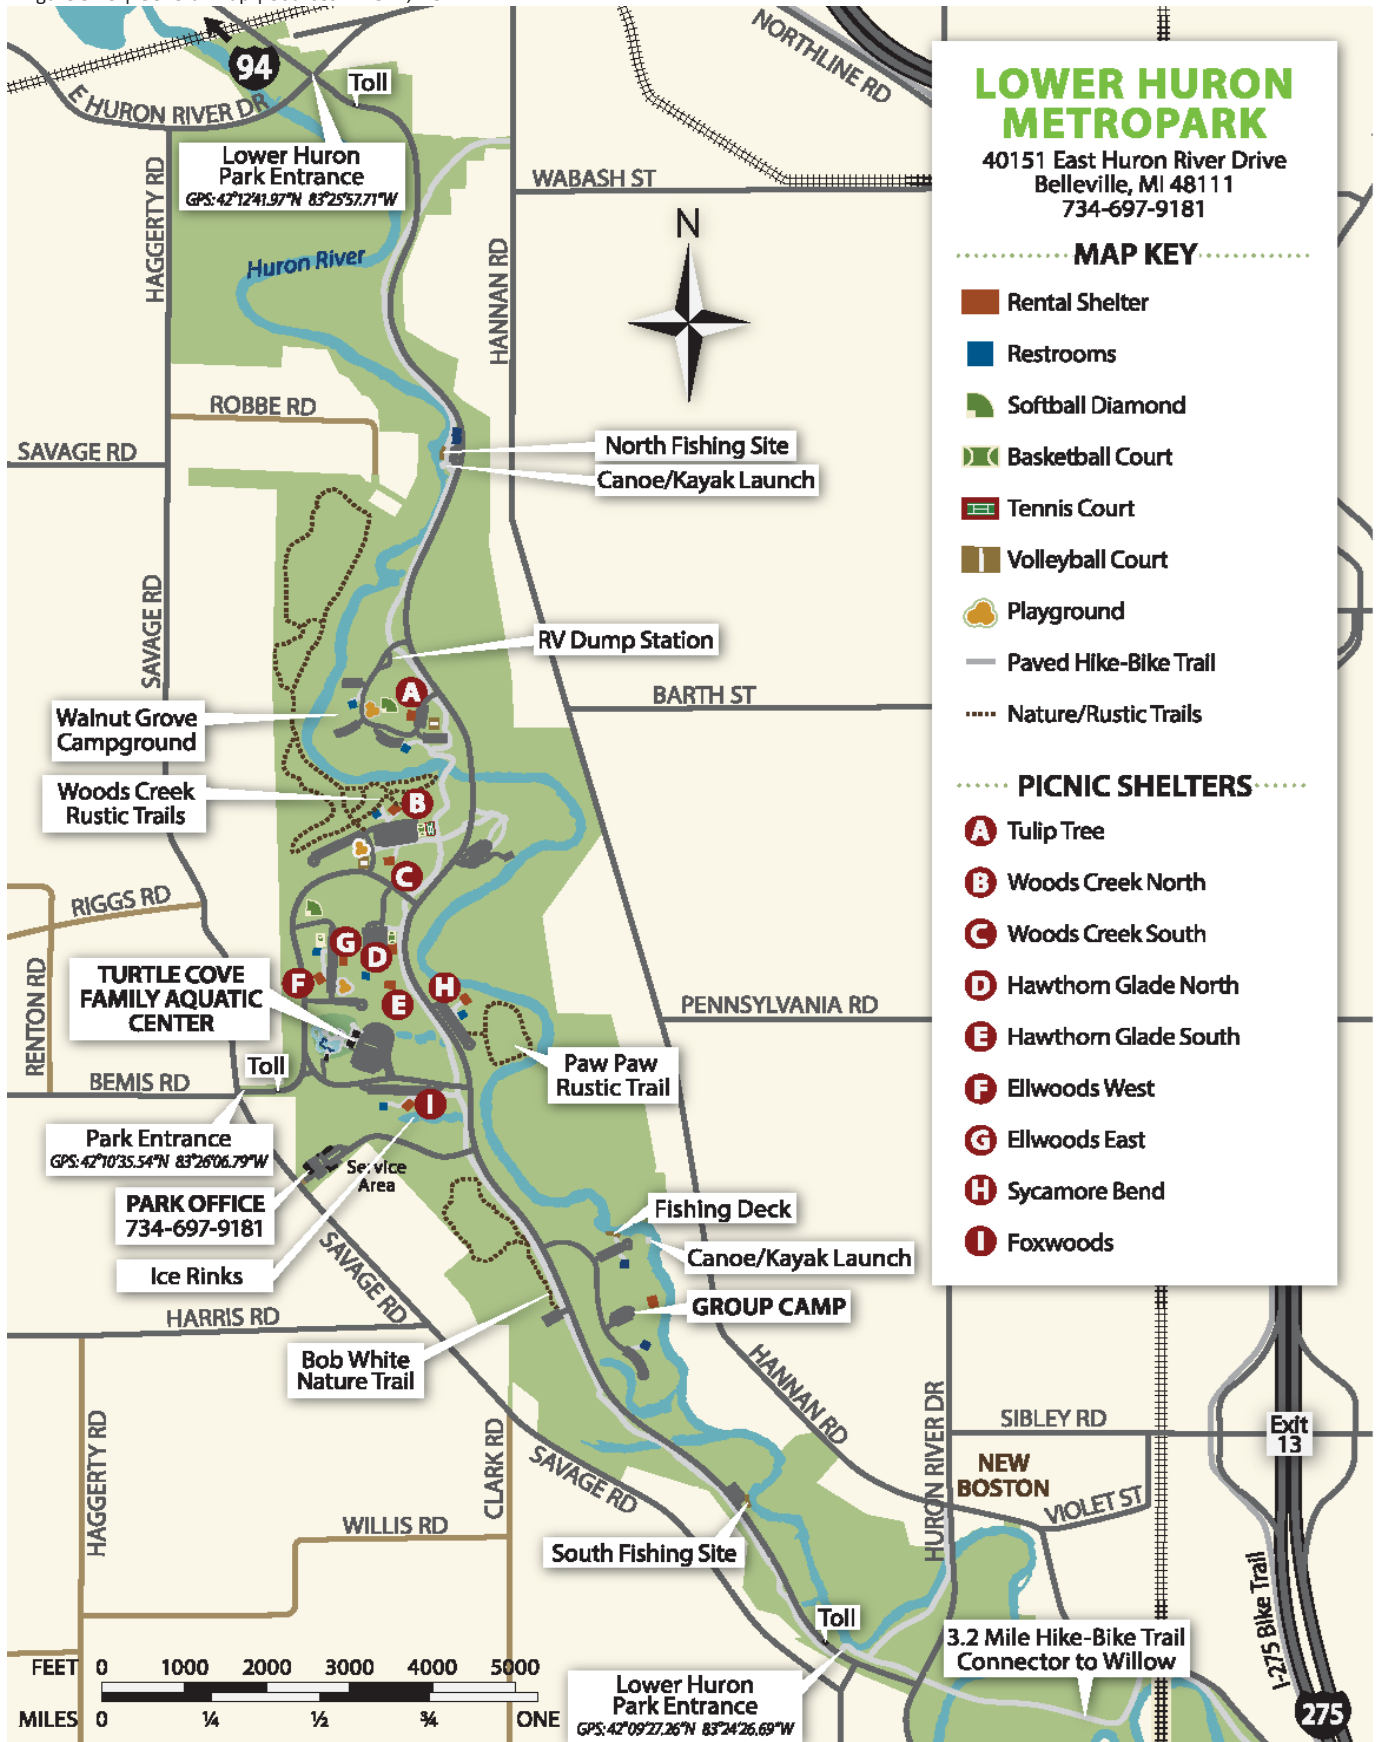 94
Toll
E HURON RIVER DR
Lower Huron
Park Entrance
GPS: 42°12'41.97"N 83°25'57.71"W
NORTHLINE RD
HAGGERTY RD
WABASH ST
N
Huron River
HANNAN RD
ROBBE RD
SAVAGE RD
North Fishing Site
Canoe/Kayak Launch
SAVAGE RD
RV Dump Station
BARTH ST
A
Walnut Grove
Campground
Woods Creek
Rustic Trails
B
C
RIGGS RD
RENTON RD
G
D
F
E
H
TURTLE COVE
FAMILY AQUATIC
CENTER
PENNSYLVANIA RD
Paw Paw
Rustic Trail
Toll
BEMIS RD
I
Park Entrance
GPS: 42°10'35.54"N 83°26'06.79"W
Service
Area
PARK OFFICE
734-697-9181
Ice Rinks
SAVAGE RD
Fishing Deck
Canoe/Kayak Launch
GROUP CAMP
HARRIS RD
Bob White
Nature Trail
HANNAN RD
HAGGERTY RD
CLARK RD
SAVAGE RD
HURON RIVER DR
SIBLEY RD
Exit
13
NEW
BOSTON
VIOLET ST
WILLIS RD
South Fishing Site
I-275 Bike Trail
Toll
3.2 Mile Hike-Bike Trail
Connector to Willow
Lower Huron
Park Entrance
GPS: 42°09'27.26"N 83°24'26.69"W
275
FEET 0 1000 2000 3000 4000 5000
MILES 0 ¼ ½ ¾ ONE
LOWER HURON
METROPARK
40151 East Huron River Drive
Belleville, MI 48111
734-697-9181
MAP KEY
Rental Shelter
Restrooms
Softball Diamond
Basketball Court
Tennis Court
Volleyball Court
Playground
Paved Hike-Bike Trail
Nature/Rustic Trails
PICNIC SHELTERS
A Tulip Tree
B Woods Creek North
C Woods Creek South
D Hawthorn Glade North
E Hawthorn Glade South
F Ellwoods West
G Ellwoods East
H Sycamore Bend
I Foxwoods